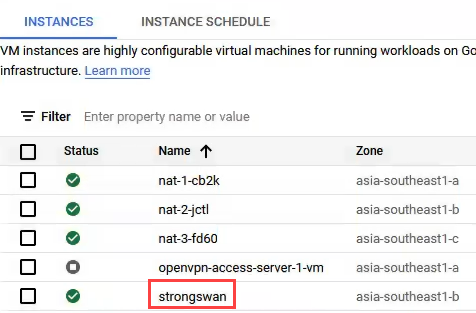 INSTANCES INSTANCE SCHEDULE
VM instances are highly configurable virtual machines for running workloads on Go
infrastructure. Learn more
Filter Enter property name or value
Status Name Zone
nat-1-cb2k asia-southeast1-a
nat-2-jctl asia-southeast1-b
nat-3-fd60 asia-southeast1-c
openvpn-access-server-1-vm asia-southeast1-a
strongswan asia-southeast1-b